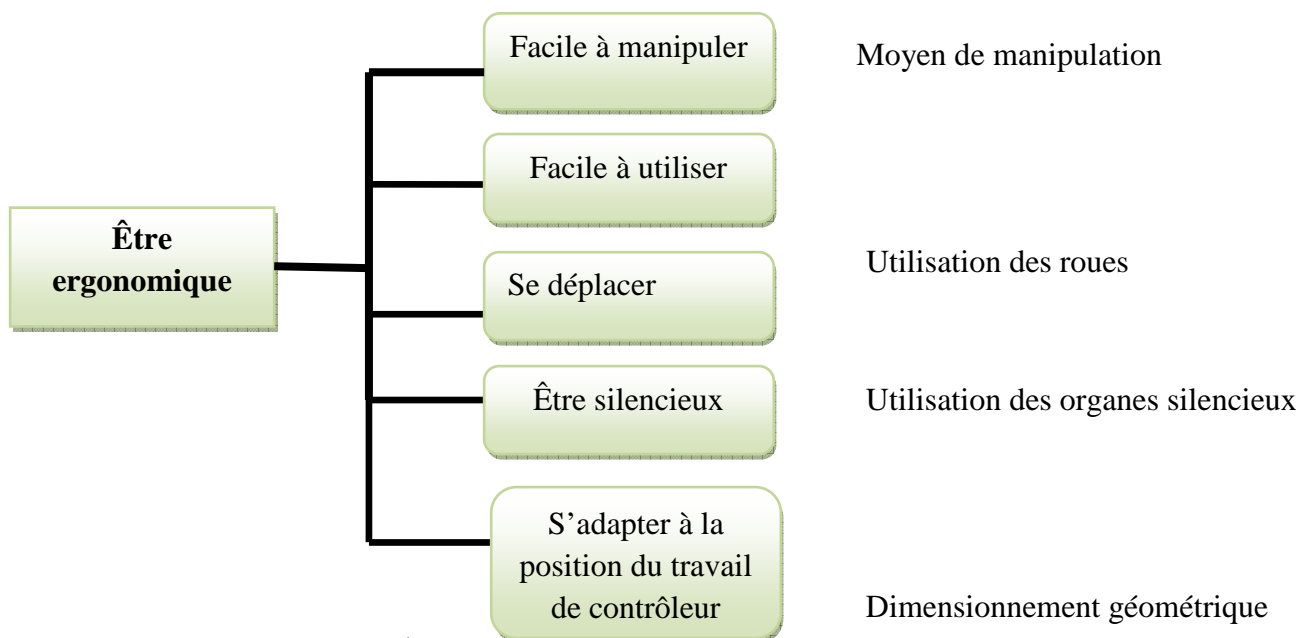 Facile à manipuler
Moyen de manipulation
Facile à utiliser
Être
ergonomique
Utilisation des roues
Se déplacer
Être silencieux
Utilisation des organes silencieux
S’adapter à la
position du travail
de contrôleur
Dimensionnement géométrique